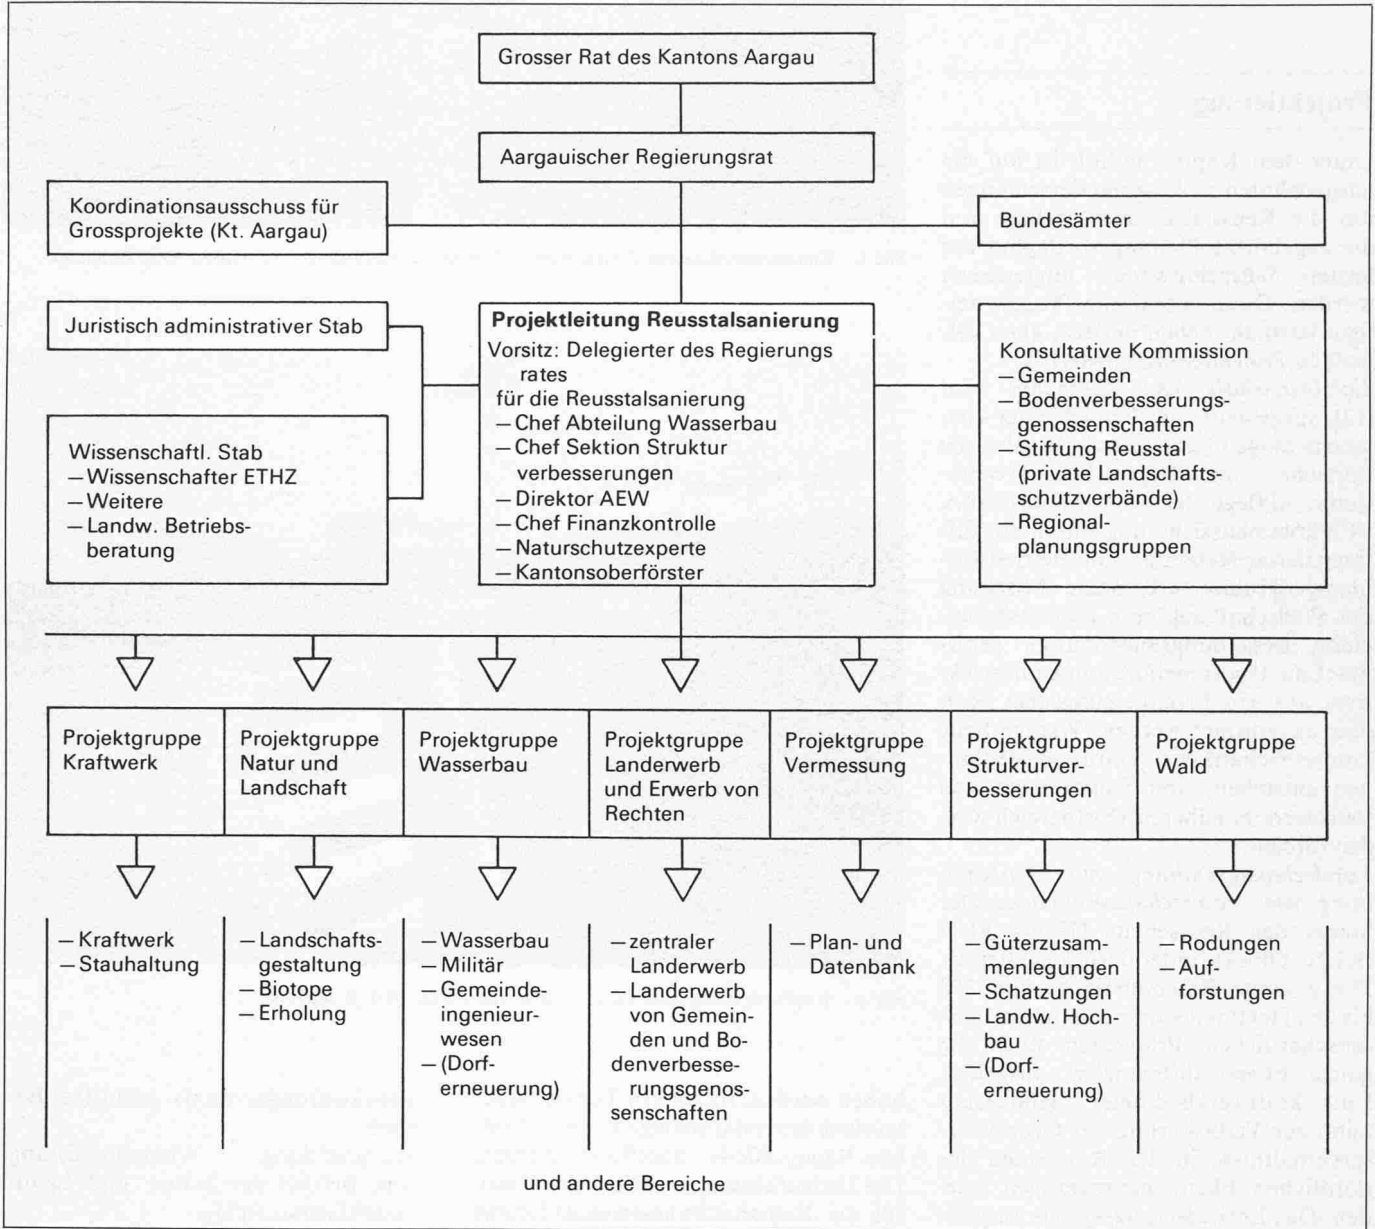 Grosser Rat des Kantons Aargau
Aargauischer Regierungsrat
Koordinationsausschuss für
Grossprojekte (Kt. Aargau)
Bundesämter
Juristisch administrativer Stab
Wissenschaftl. Stab
— Wissenschafter ETHZ
— Weitere
— Landw. Betriebs-
beratung
Projektleitung Reusstalsanierung
Vorsitz: Delegierter des Regierungs
rates
für die Reusstalsanierung
— Chef Abteilung Wasserbau
— Chef Sektion Struktur
verbesserungen
— Direktor AEW
— Chef Finanzkontrolle
— Naturschutzexperte
— Kantonsoberförster
Konsultative Kommission
— Gemeinden
— Bodenverbesserungs-
genossenschaften
— Stiftung Reusstal
(private Landschafts-
schutzverbände)
— Regional-
planungsgruppen
Projektgruppe
Kraftwerk
Projektgruppe
Natur und
Landschaft
Projektgruppe
Wasserbau
Projektgruppe
Landerwerb
und Erwerb von
Rechten
Projektgruppe
Vermessung
Projektgruppe
Strukturver-
besserungen
Projektgruppe
Wald
— Kraftwerk
— Stauhaltung
— Landschafts-
gestaltung
— Biotope
— Erholung
— Wasserbau
— Militär
— Gemeinde-
ingenieur-
wesen
— (Dorf-
erneuerung)
— zentraler
Landerwerb
— Landerwerb
von Gemein-
den und Bo-
denverbesse-
rungsgenos-
senschaften
— Plan- und
Datenbank
— Güterzusam-
menlegungen
— Schatzungen
— Landw. Hoch-
bau
— (Dorf-
erneuerung)
— Rodungen
— Auf-
forstungen
und andere Bereiche